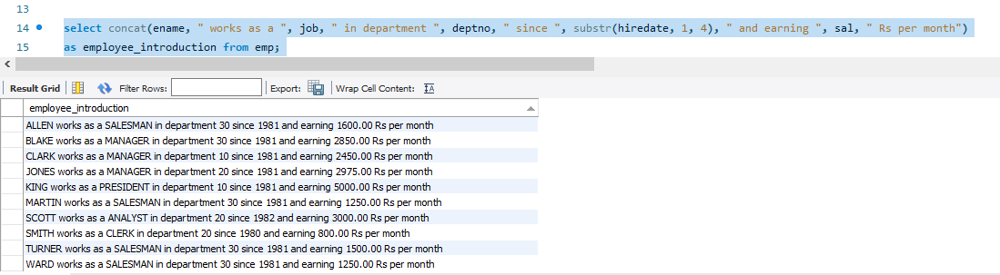 13
14 select concat(ename, " works as a ", job, " in department ", deptno, " since ", substr(hiredate, 1, 4), " and earning ", sal, " Rs per month")
15 as employee_introduction from emp;
Result Grid Filter Rows: Export: Wrap Cell Content: IA
employee_introduction
ALLEN works as a SALESMAN in department 30 since 1981 and earning 1600.00 Rs per month
BLAKE works as a MANAGER in department 30 since 1981 and earning 2850.00 Rs per month
CLARK works as a MANAGER in department 10 since 1981 and earning 2450.00 Rs per month
JONES works as a MANAGER in department 20 since 1981 and earning 2975.00 Rs per month
KING works as a PRESIDENT in department 10 since 1981 and earning 5000.00 Rs per month
MARTIN works as a SALESMAN in department 30 since 1981 and earning 1250.00 Rs per month
SCOTT works as a ANALYST in department 20 since 1982 and earning 3000.00 Rs per month
SMITH works as a CLERK in department 20 since 1980 and earning 800.00 Rs per month
TURNER works as a SALESMAN in department 30 since 1981 and earning 1500.00 Rs per month
WARD works as a SALESMAN in department 30 since 1981 and earning 1250.00 Rs per month